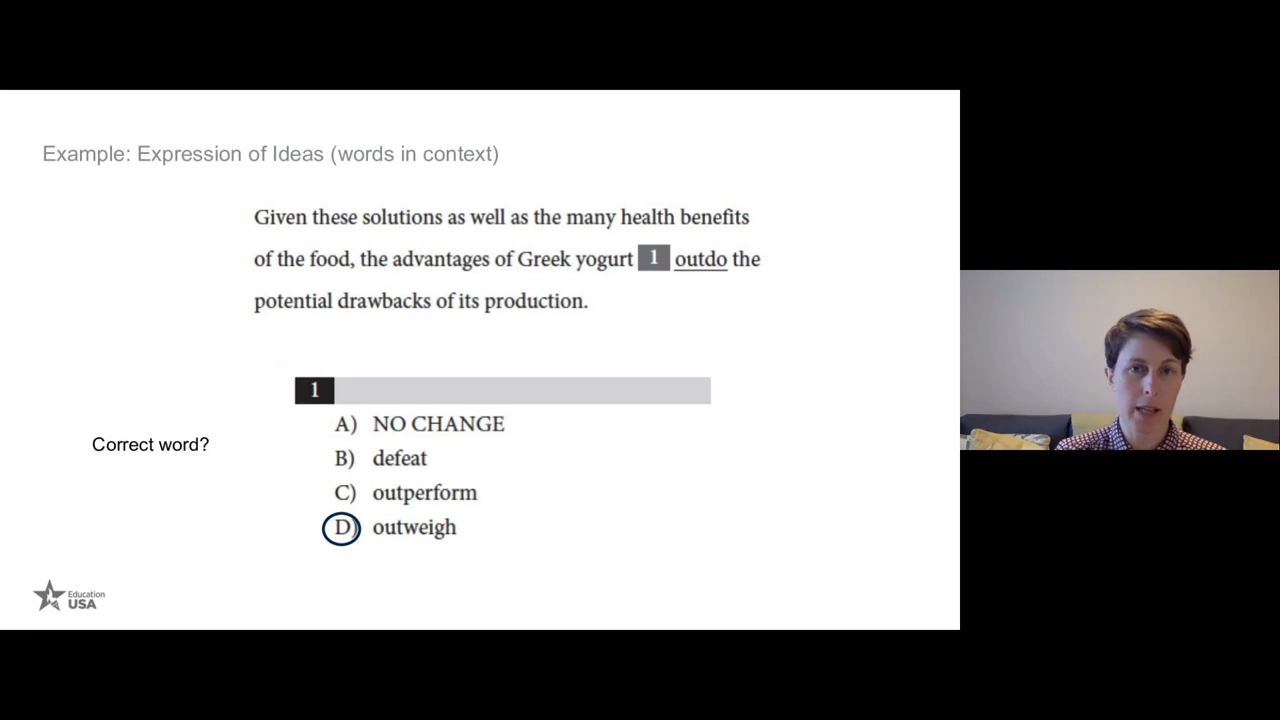 Example: Expression of Ideas (words in context)
Given these solutions as well as the many health benefits
of the food, the advantages of Greek yogurt 1 outdo the
potential drawbacks of its production.
1
A) NO CHANGE
Correct word?
B) defeat
C) outperform
D) outweigh
Education
USA